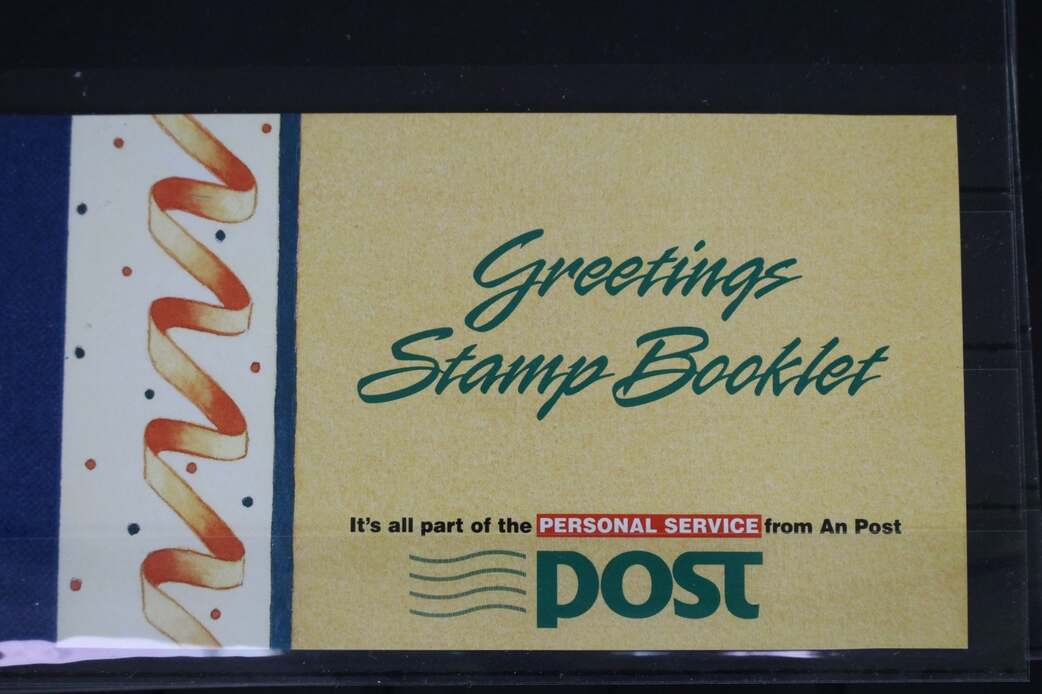 Greetings
Stamp Booklet
It's all part of the PERSONAL SERVICE from An Post
post